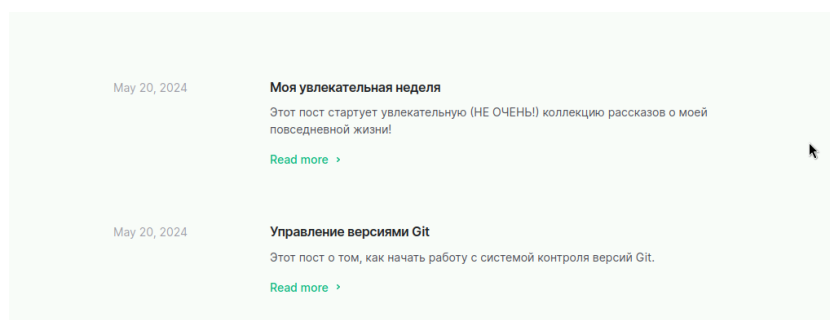 May 20, 2024
Моя увлекательная неделя
Этот пост стартует увлекательную (НЕ ОЧЕНЬ!) коллекцию рассказов о моей
повседневной жизни!
Read more ›
May 20, 2024
Управление версиями Git
Этот пост о том, как начать работу с системой контроля версий Git.
Read more ›